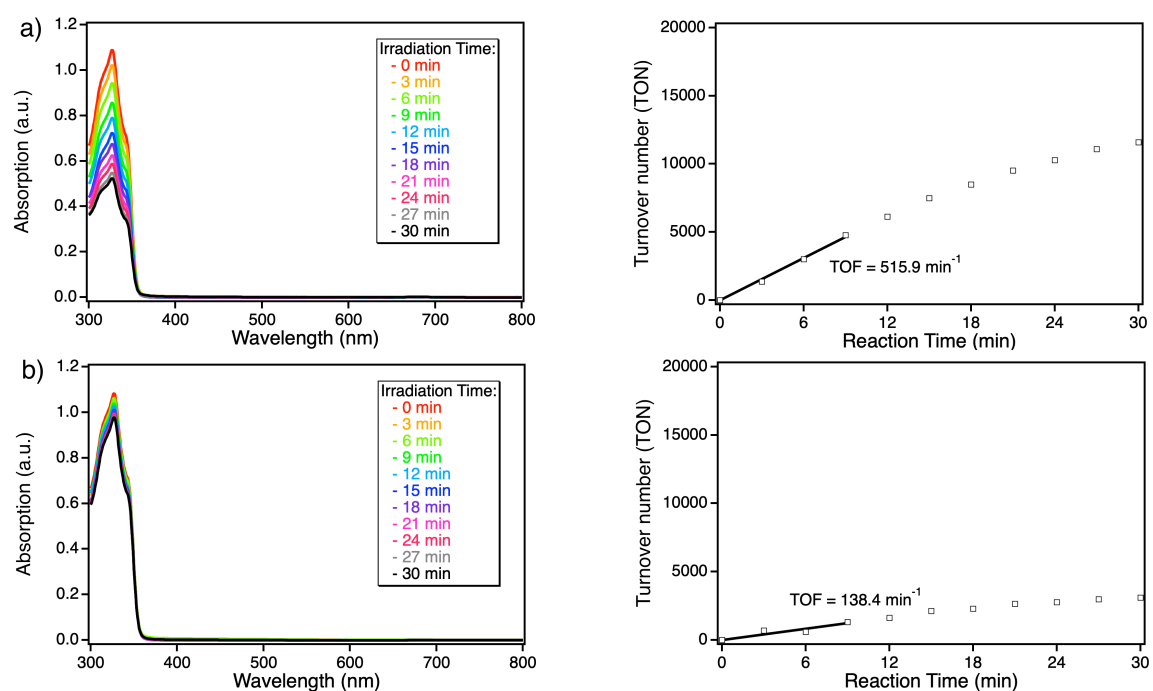 a)
1.2
1.0
0.8
0.6
0.4
0.2
0.0
Absorption (a.u.)
Irradiation Time:
- 0 min
- 3 min
- 6 min
- 9 min
- 12 min
- 15 min
- 18 min
- 21 min
- 24 min
- 27 min
- 30 min
300 400 500 600 700 800
Wavelength (nm)
20000
15000
10000
5000
0
Turnover number (TON)
TOF = 515.9 min-1
0 6 12 18 24 30
Reaction Time (min)
b)
1.2
1.0
0.8
0.6
0.4
0.2
0.0
Absorption (a.u.)
Irradiation Time:
- 0 min
- 3 min
- 6 min
- 9 min
- 12 min
- 15 min
- 18 min
- 21 min
- 24 min
- 27 min
- 30 min
300 400 500 600 700 800
Wavelength (nm)
20000
15000
10000
5000
0
Turnover number (TON)
TOF = 138.4 min-1
0 6 12 18 24 30
Reaction Time (min)